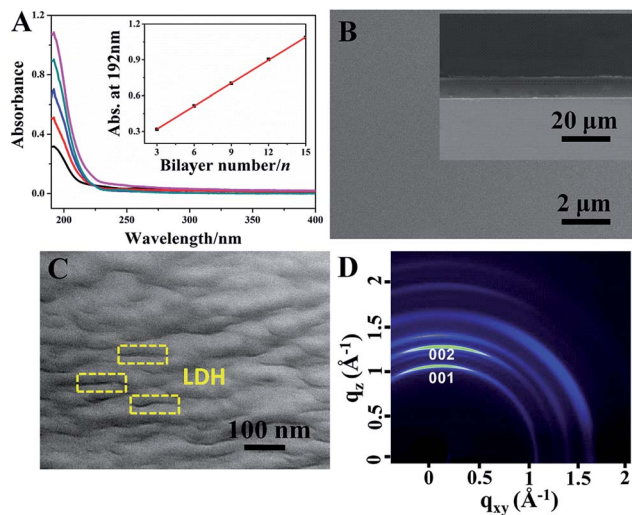 A
Absorbance
1.2
0.8
0.4
0.0
200
250
300
350
400
Wavelength/nm
Abs. at 192nm
1.2
0.9
0.6
0.3
3
6
9
12
15
Bilayer number/n
B
20 μm
2 μm
C
LDH
100 nm
D
qz (Å-1)
2
1.5
1
0.5
0
002
001
0
0.5
1
1.5
2
qxy (Å-1)